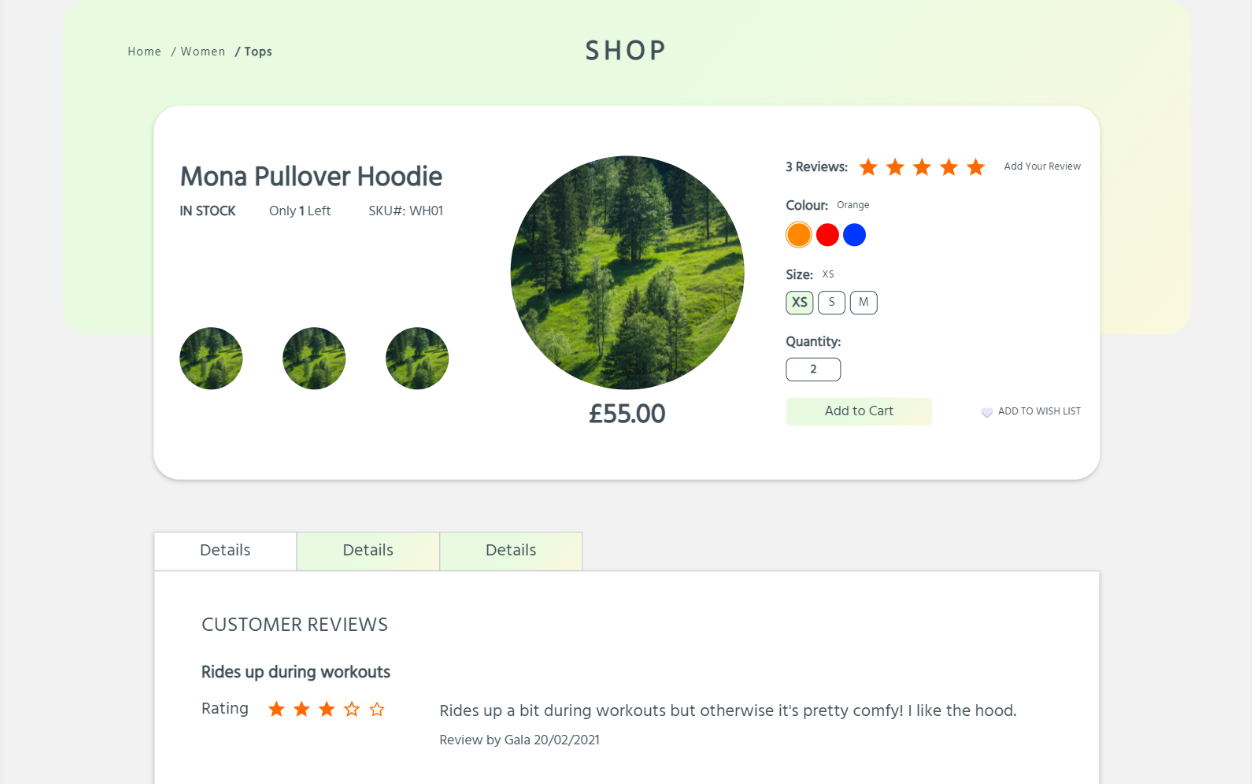 Home / Women / Tops
SHOP
Mona Pullover Hoodie
IN STOCK Only 1 Left SKU#: WH01
£55.00
3 Reviews: Add Your Review
Colour: Orange
Size: XS
XS S M
Quantity:
2
Add to Cart ADD TO WISH LIST
Details Details Details
CUSTOMER REVIEWS
Rides up during workouts
Rating
Rides up a bit during workouts but otherwise it's pretty comfy! I like the hood.
Review by Gala 20/02/2021